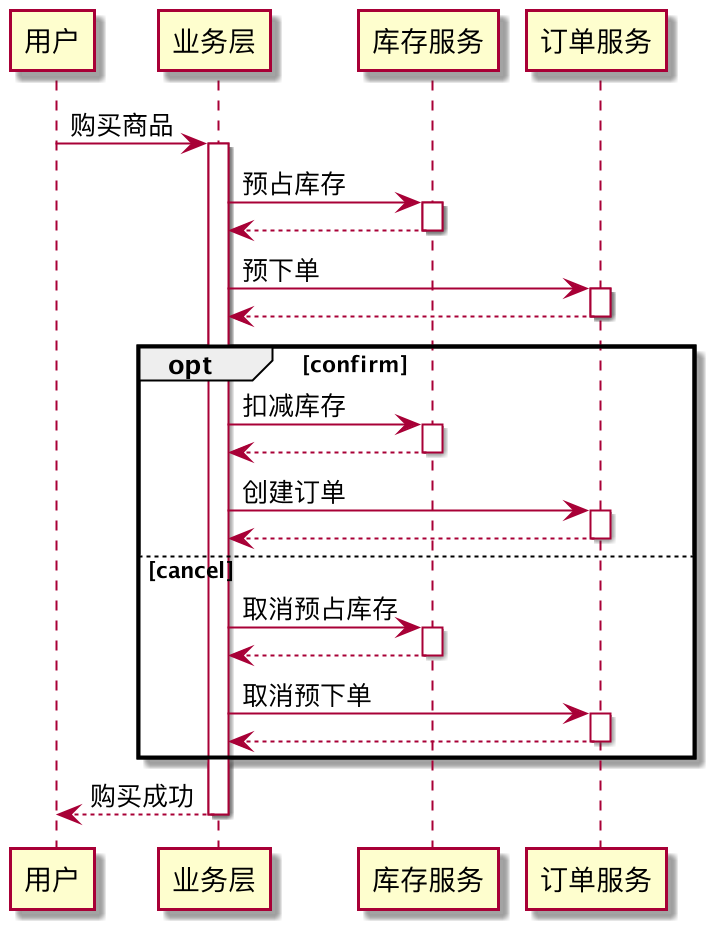 用户 业务层 库存服务 订单服务
购买商品
预占库存
预下单
opt [confirm]
扣减库存
创建订单
[cancel]
取消预占库存
取消预下单
购买成功
用户 业务层 库存服务 订单服务